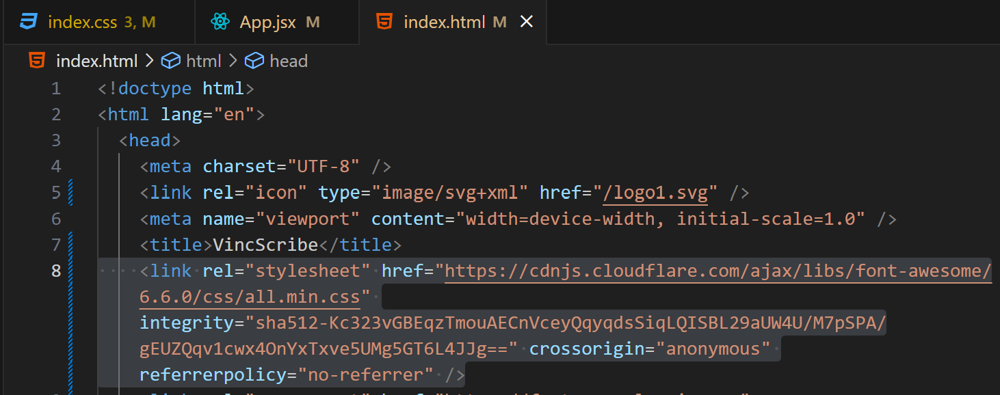 index.css 3, M App.jsx M index.html M
index.html > html > head
1 <!doctype html>
2 <html lang="en">
3 <head>
4 <meta charset="UTF-8" />
5 <link rel="icon" type="image/svg+xml" href="/logo1.svg" />
6 <meta name="viewport" content="width=device-width, initial-scale=1.0" />
7 <title>VincScribe</title>
8 <link rel="stylesheet" href="https://cdnjs.cloudflare.com/ajax/libs/font-awesome/
6.6.0/css/all.min.css"
integrity="sha512-Kc323vGBEqzTmouAECnVceyQqyqdsSiqLQISBL29aUW4U/M7pSPA/
gEUZQqv1cwx4OnYxTxve5UMg5GT6L4JJg==" crossorigin="anonymous"
referrerpolicy="no-referrer" />